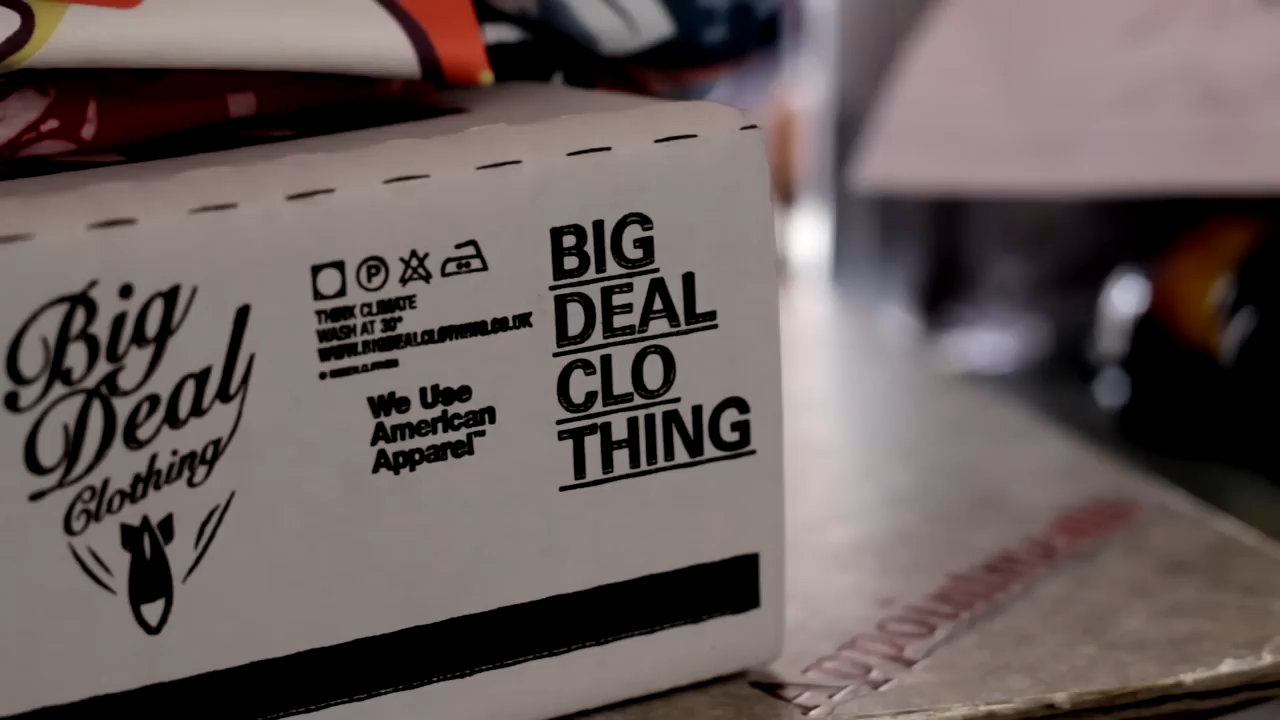 Big
Deal
Clothing
P
THINK CLIMATE
WASH AT 30°
WWW.BIGDEALCLOTHING.CO.UK
We Use
American
Apparel™
BIG
DEAL
CLO
THING